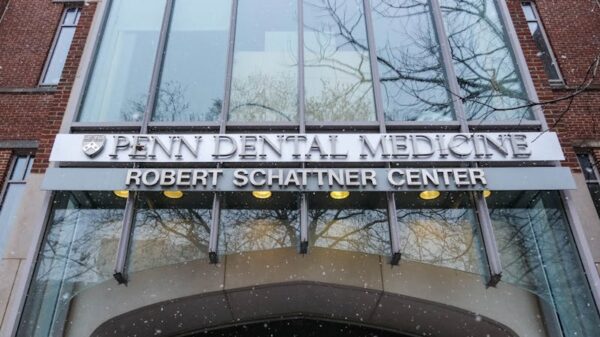 PENN DENTAL MEDICINE
ROBERT SCHATTNER CENTER